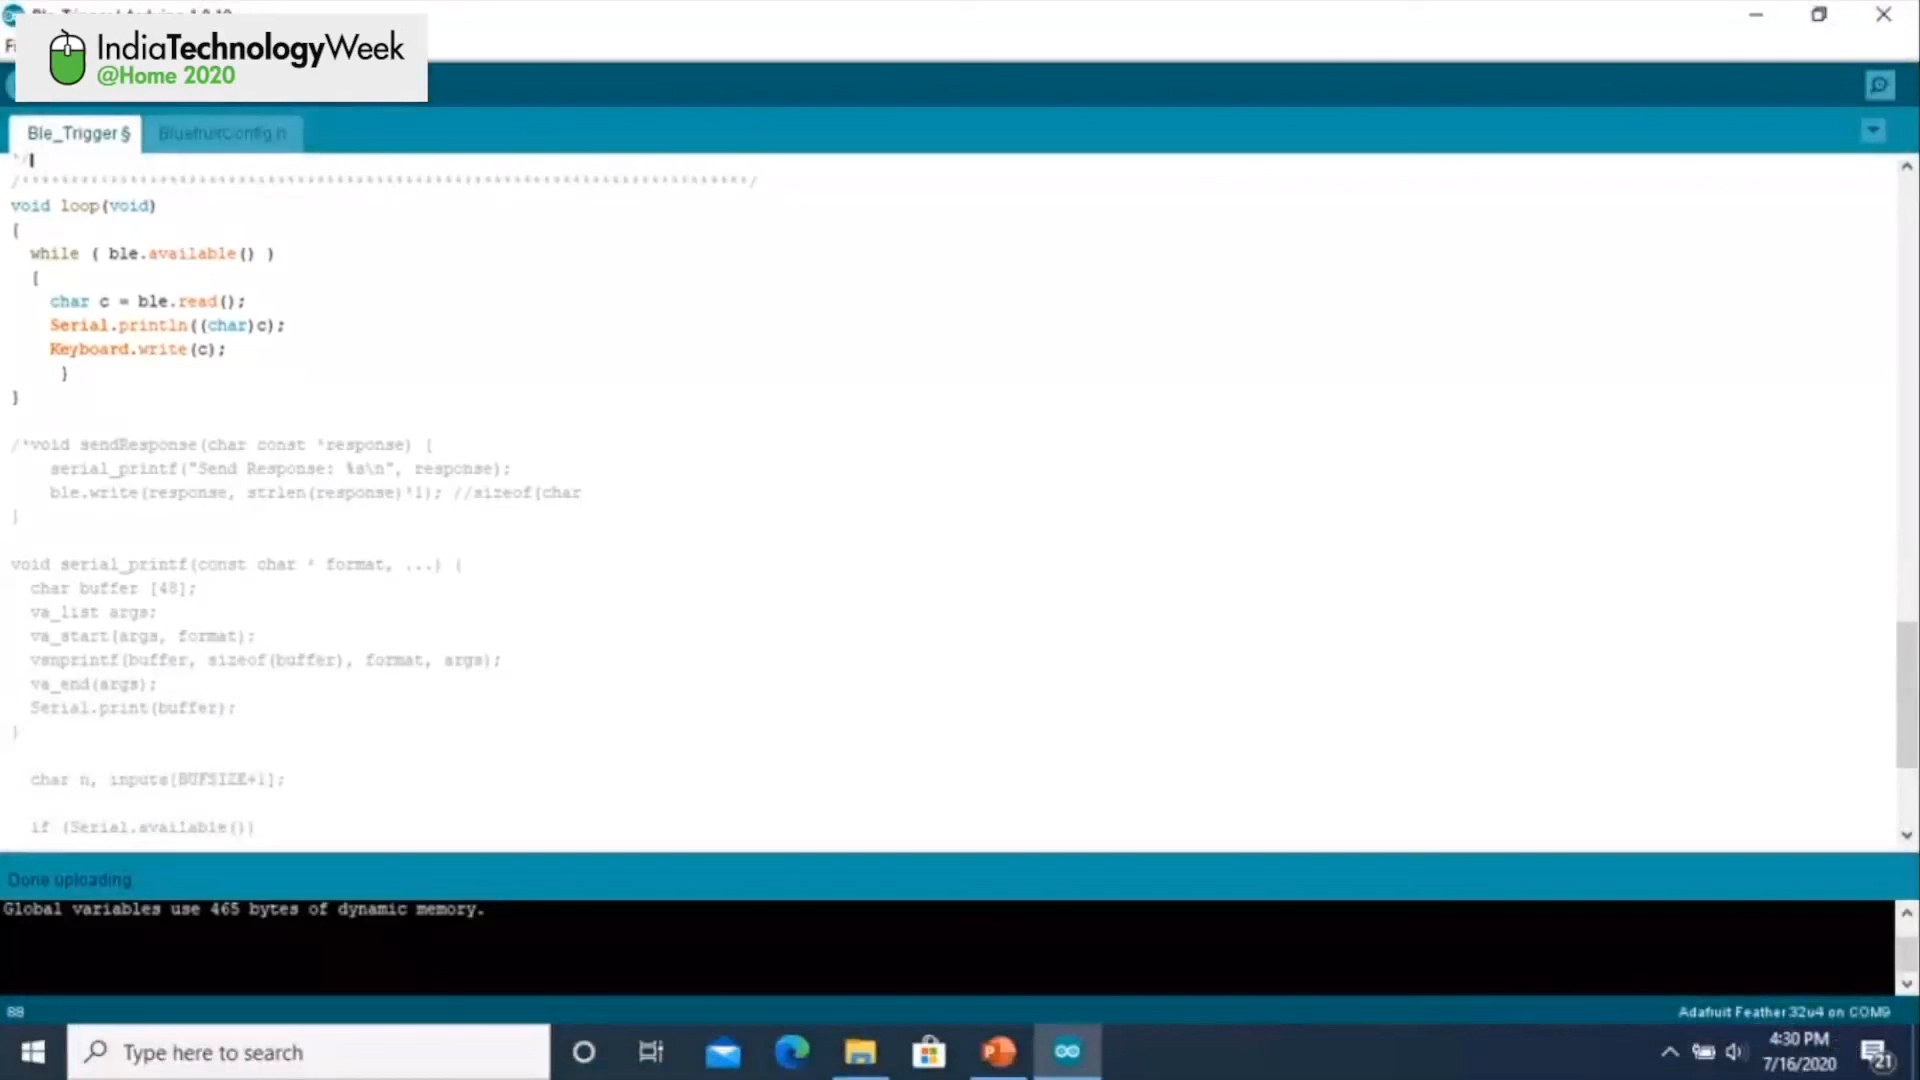 IndiaTechnologyWeek
@Home 2020
Ble_Trigger §
BluefruitConfig.h
*/
/*********************************************************************/
void loop(void)
{
while ( ble.available() )
{
char c = ble.read();
Serial.println((char)c);
Keyboard.write(c);
}
}
/*void sendResponse(char const *response) {
serial_printf("Send Response: %s\n", response);
ble.write(response, strlen(response)*1); //sizeof(char
}
void serial_printf(const char * format, ...) {
char buffer [48];
va_list args;
va_start(args, format);
vsnprintf(buffer, sizeof(buffer), format, args);
va_end(args);
Serial.print(buffer);
}
char n, inputs[BUFSIZE+1];
if (Serial.available())
Done uploading
Global variables use 465 bytes of dynamic memory.
88
Adafruit Feather 32u4 on COM9
Type here to search
4:30 PM
7/16/2020
21